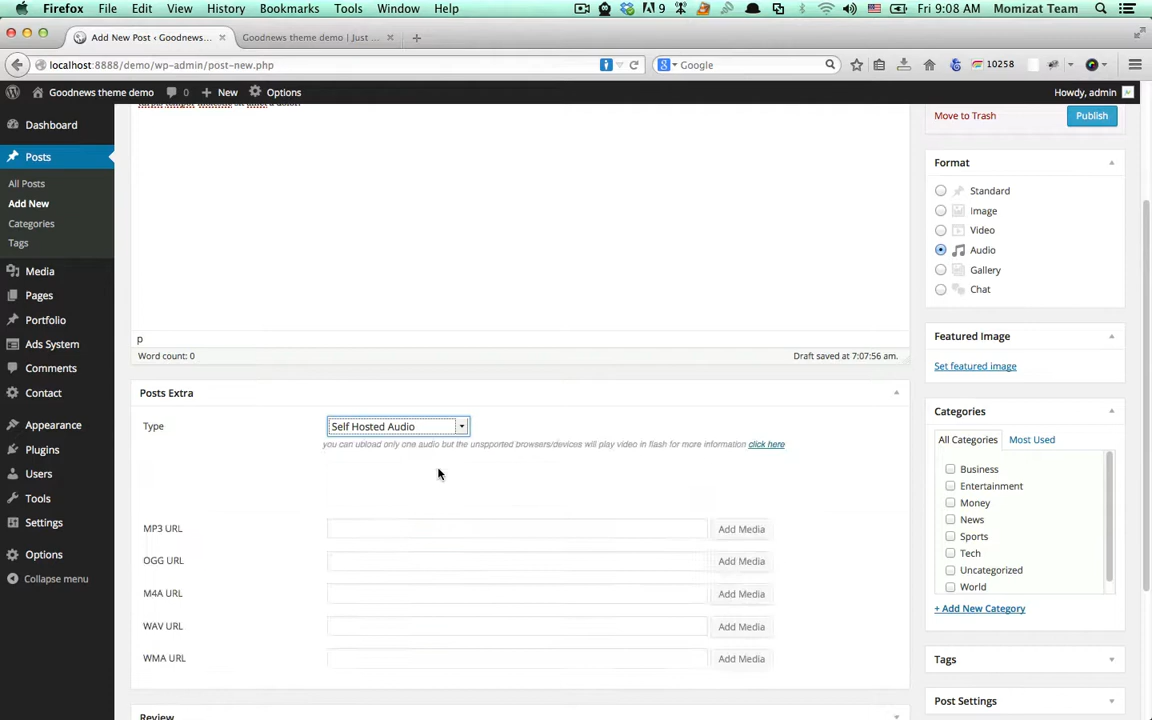 Firefox File Edit View History Bookmarks Tools Window Help 9 Fri 9:08 AM Momizat Team
Add New Post ‹ Goodnews... × Goodnews theme demo | Just ... × +
localhost:8888/demo/wp-admin/post-new.php Google 10258
Goodnews theme demo 0 + New Options Howdy, admin
Dashboard
Posts
All Posts
Add New
Categories
Tags
Media
Pages
Portfolio
Ads System
Comments
Contact
Appearance
Plugins
Users
Tools
Settings
Options
Collapse menu
p
Word count: 0 Draft saved at 7:07:56 am.
Posts Extra
Type Self Hosted Audio
you can upload only one audio but the unspported browsers/devices will play video in flash for more information click here
MP3 URL Add Media
OGG URL Add Media
M4A URL Add Media
WAV URL Add Media
WMA URL Add Media
Review
Move to Trash Publish
Format
Standard
Image
Video
Audio
Gallery
Chat
Featured Image
Set featured image
Categories
All Categories Most Used
Business
Entertainment
Money
News
Sports
Tech
Uncategorized
World
+ Add New Category
Tags
Post Settings